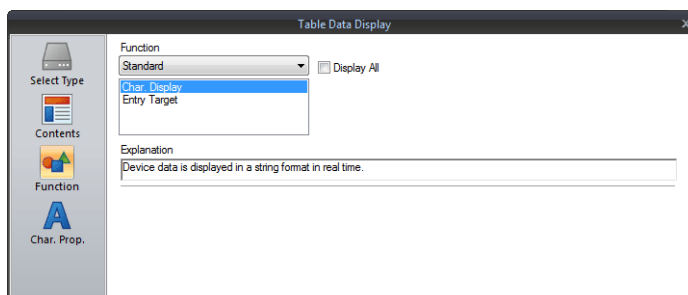 Table Data Display
Select Type
Contents
Function
Char. Prop.
Function
Standard
Display All
Char. Display
Entry Target
Explanation
Device data is displayed in a string format in real time.